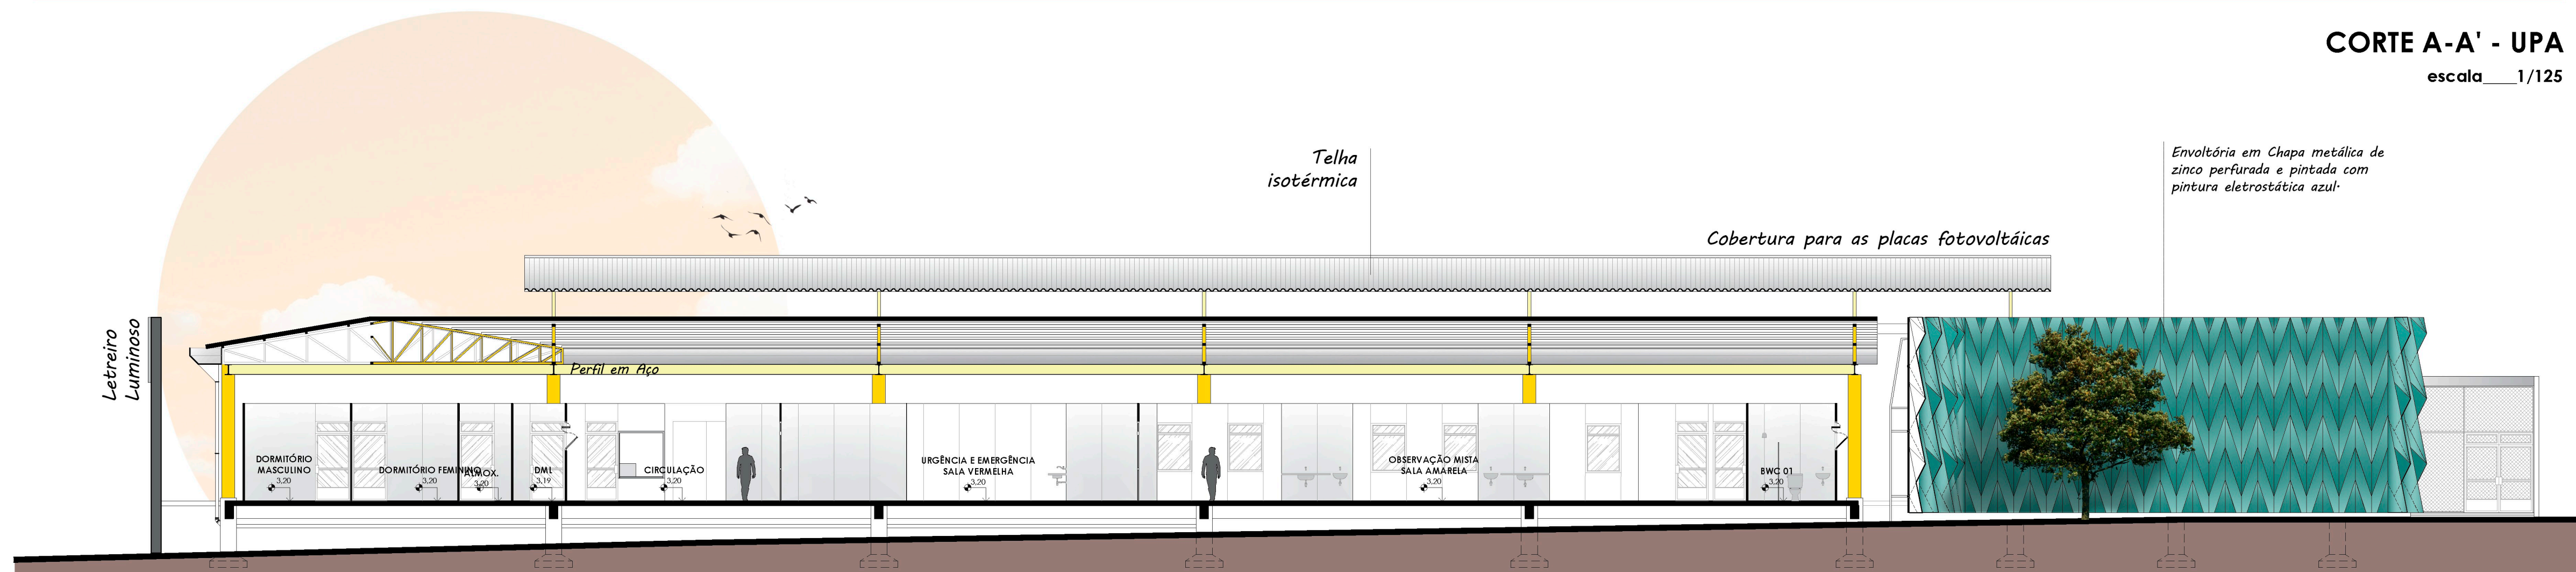 CORTE A-A' - UPA
escala____1/125
Telha
isotérmica
Envoltória em Chapa metálica de
zinco perfurada e pintada com
pintura eletrostática azul.
Cobertura para as placas fotovoltáicas
Letreiro
Luminoso
Perfil em Aço
DORMITÓRIO
MASCULINO
3,20
DORMITÓRIO FEMININO
3,20
ALMOX.
3,20
DML
3,19
CIRCULAÇÃO
3,20
URGÊNCIA E EMERGÊNCIA
SALA VERMELHA
3,20
OBSERVAÇÃO MISTA
SALA AMARELA
3,20
BWC 01
3,20